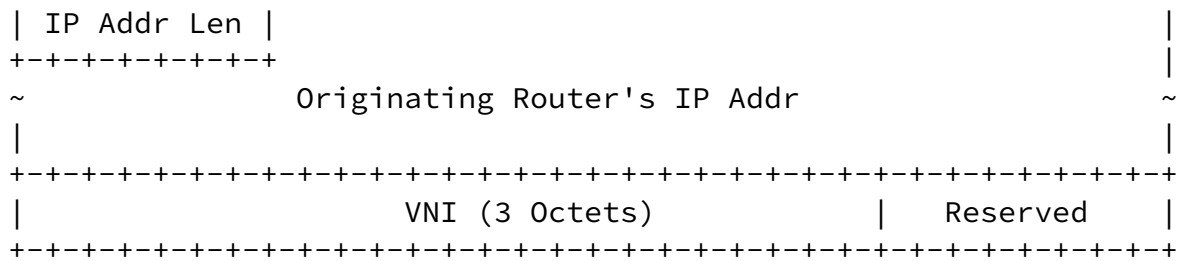 | IP Addr Len |                                                 |
+-+-+-+-+-+-+-+                                                 |
~               Originating Router's IP Addr                    ~
|                                                               |
+-+-+-+-+-+-+-+-+-+-+-+-+-+-+-+-+-+-+-+-+-+-+-+-+-+-+-+-+-+-+-+-+
|                     VNI (3 Octets)            |   Reserved    |
+-+-+-+-+-+-+-+-+-+-+-+-+-+-+-+-+-+-+-+-+-+-+-+-+-+-+-+-+-+-+-+-+